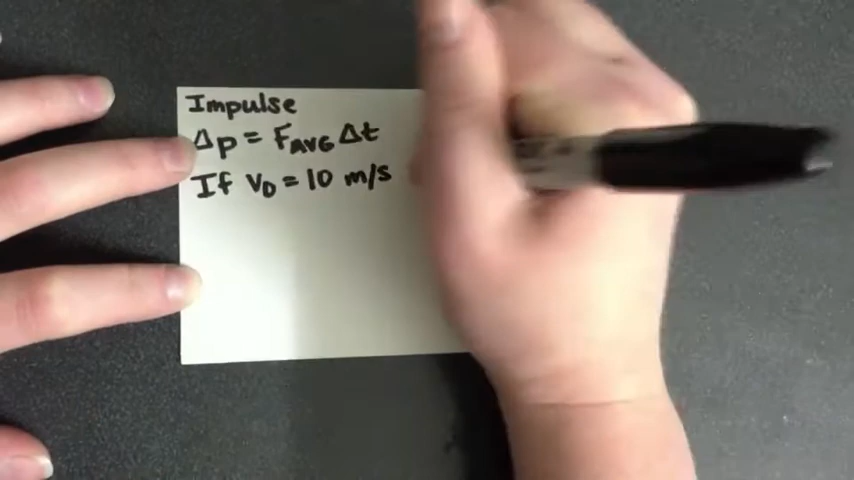 Impulse
Δp = F_AVG Δt
If v_0 = 10 m/s